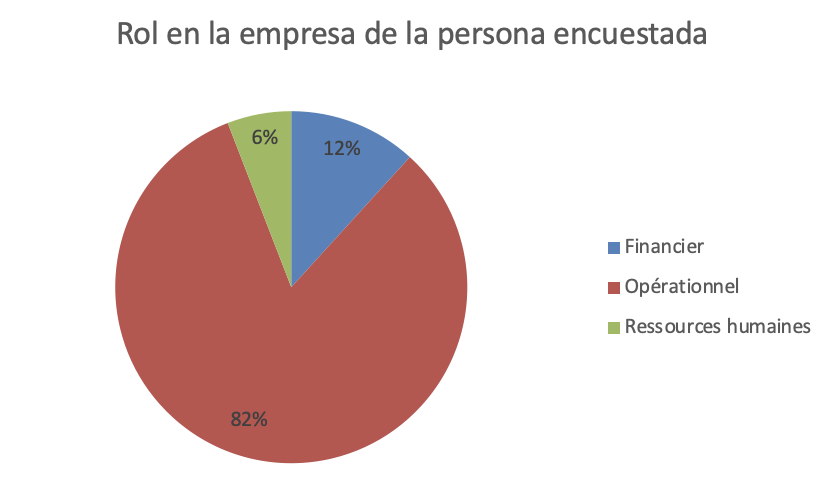 Rol en la empresa de la persona encuestada
6%
12%
Financier
Opérationnel
Ressources humaines
82%